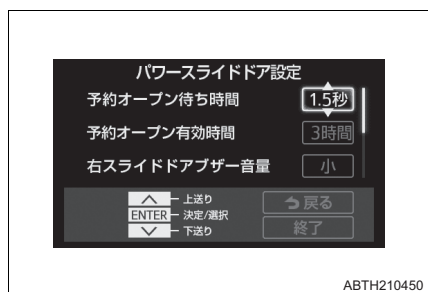 パワースライドドア設定
予約オープン待ち時間 1.5秒
予約オープン有効時間 3時間
右スライドドアブザー音量 小
上送り 戻る
ENTER 決定/選択
下送り 終了
ABTH210450